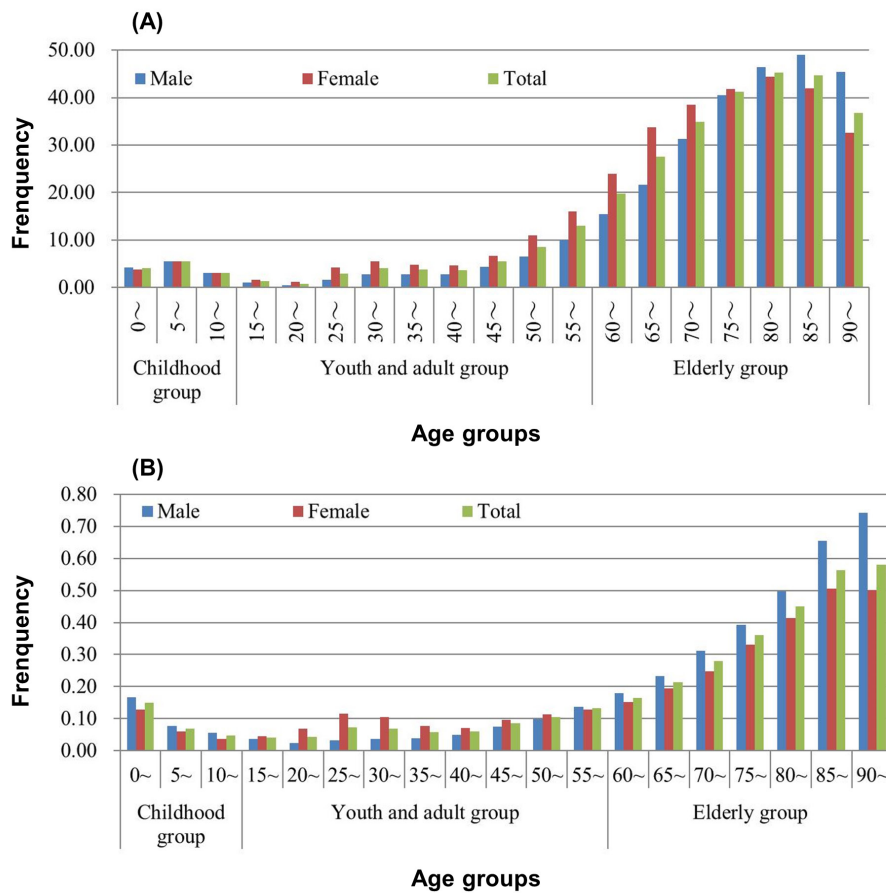 (A)
50.00
40.00
30.00
20.00
10.00
0.00
Male Female Total
Frenquency
0～ 5～ 10～ 15～ 20～ 25～ 30～ 35～ 40～ 45～ 50～ 55～ 60～ 65～ 70～ 75～ 80～ 85～ 90～
Childhood group Youth and adult group Elderly group
Age groups
(B)
0.80
0.70
0.60
0.50
0.40
0.30
0.20
0.10
0.00
Male Female Total
Frenquency
0~ 5~ 10~ 15~ 20~ 25~ 30~ 35~ 40~ 45~ 50~ 55~ 60~ 65~ 70~ 75~ 80~ 85~ 90~
Childhood group Youth and adult group Elderly group
Age groups